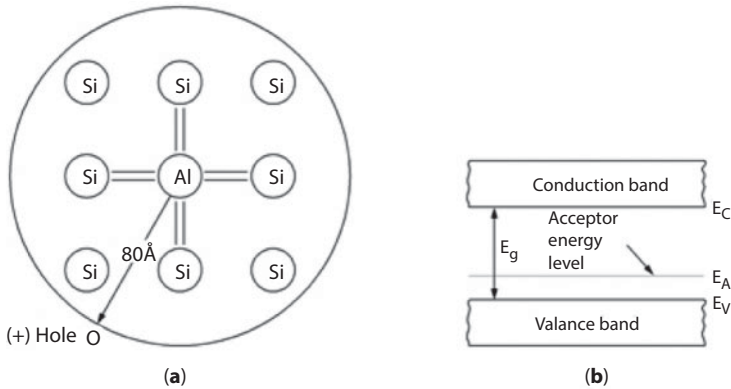 Si Si Si
Si Al Si
80Å
Si Si Si
(+) Hole O
(a)
Conduction band
E_C
Acceptor
energy
level
E_g
E_A
E_V
Valance band
(b)